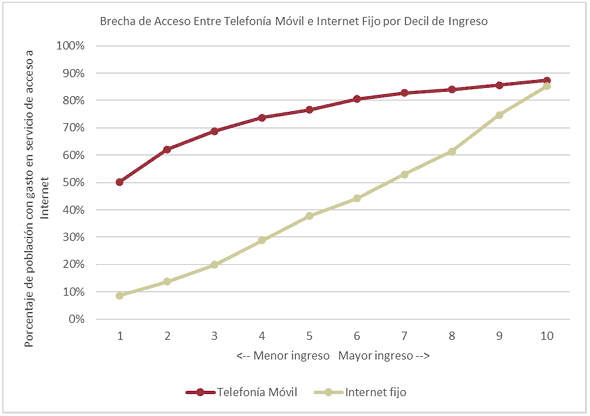 Brecha de Acceso Entre Telefonía Móvil e Internet Fijo por Decil de Ingreso
Porcentaje de población con gasto en servicio de acceso a
Internet
100%
90%
80%
70%
60%
50%
40%
30%
20%
10%
0%
1 2 3 4 5 6 7 8 9 10
<-- Menor ingreso Mayor ingreso -->
Telefonía Móvil Internet fijo